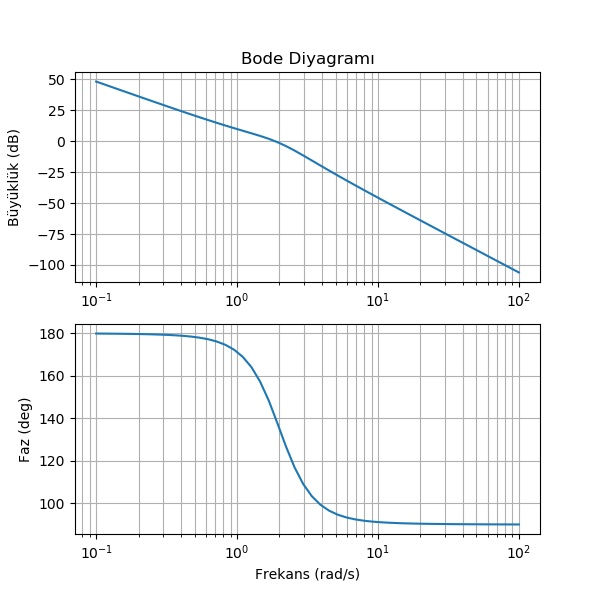 Bode Diyagramı
Büyüklük (dB)
50
25
0
−25
−50
−75
−100
10⁻¹ 10⁰ 10¹ 10²
Faz (deg)
180
160
140
120
100
10⁻¹ 10⁰ 10¹ 10²
Frekans (rad/s)